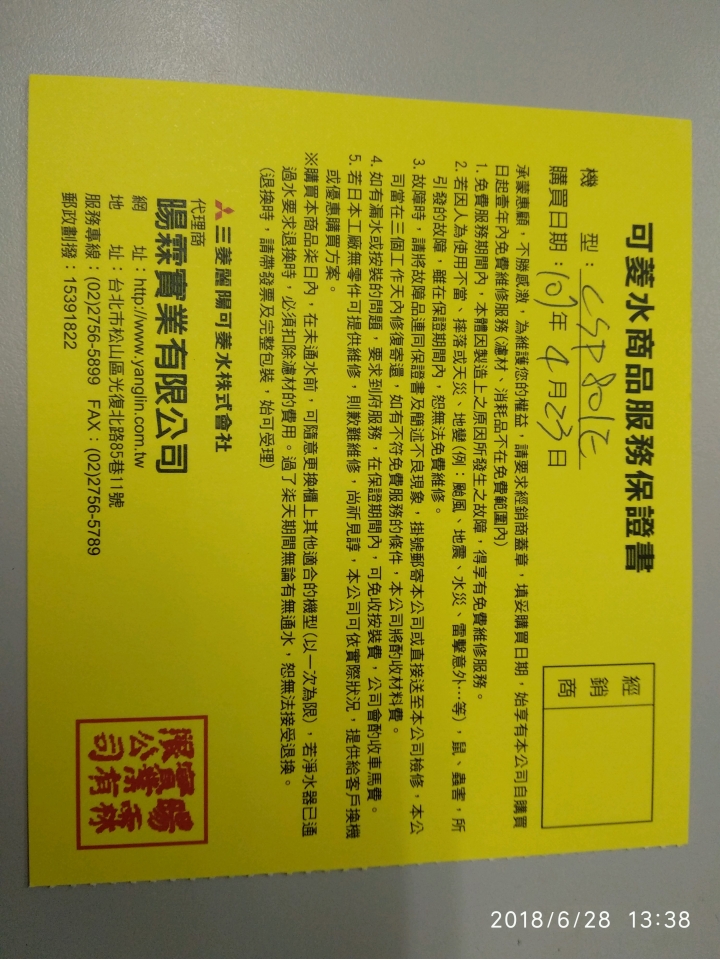 可菱水商品服務保證書
機 型：CSP 801E
購買日期：107年 4月23日
經銷商
承蒙惠顧，不勝感激，為維護您的權益，請要求經銷商蓋章，填妥購買日期，始享有本公司自購買
日起壹年內免費維修服務(濾材、消耗品不在免費範圍內)
1. 免費服務期間內，本體因製造上之原因所發生之故障，得享有免費維修服務。
2. 若因人為使用不當、摔落或天災、地變(例：颱風、地震、水災、雷擊意外…等)，鼠、蟲害，所
引發的故障，雖在保證期間內，恕無法免費維修。
3. 故障時，請將故障品連同保證書及簡述不良現象，掛號郵寄本公司或直接送至本公司檢修，本公
司當在三個工作天內修復寄還，如有不符免費服務的條件，本公司將酌收材料費。
4. 如有漏水或按裝的問題，要求到府服務，在保證期間內，可免收按裝費，公司會酌收車馬費。
5. 若日本工廠無零件可提供維修，則歉難維修，尚祈見諒，本公司可依實際狀況，提供給客戶換機
或優惠購買方案。
※購買本商品柒日內，在未通水前，可隨意更換櫃上其他適合的機型(以一次為限)，若淨水器已通
過水要求退換時，必須扣除濾材的費用。過了柒天期間無論有無通水，恕無法接受退換。
(退換時，請帶發票及完整包裝，始可受理)
三菱麗陽可菱水株式會社
代理商
陽霖實業有限公司
網 址：http://www.yanglin.com.tw
地 址：台北市松山區光復北路85巷11號
服務專線：(02)2756-5899 FAX：(02)2756-5789
郵政劃撥：15391822
陽霖
實業有
限公司
2018/6/28 13:38